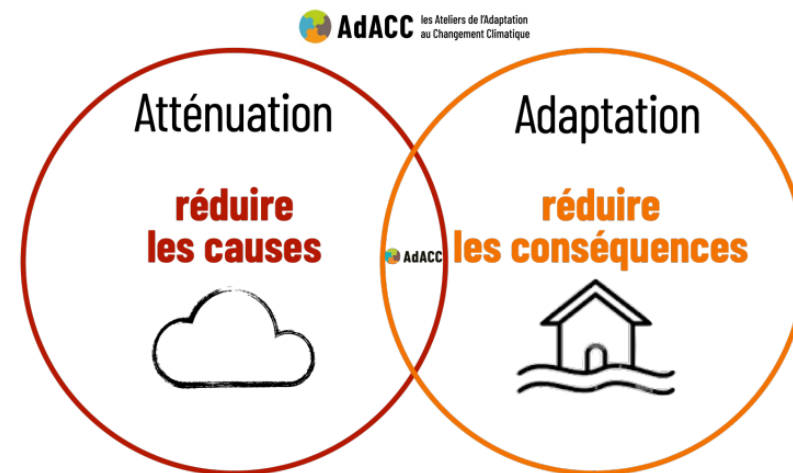 AdACC les Ateliers de l'Adaptation
au Changement Climatique
Atténuation
réduire
les causes
AdACC
Adaptation
réduire
les conséquences